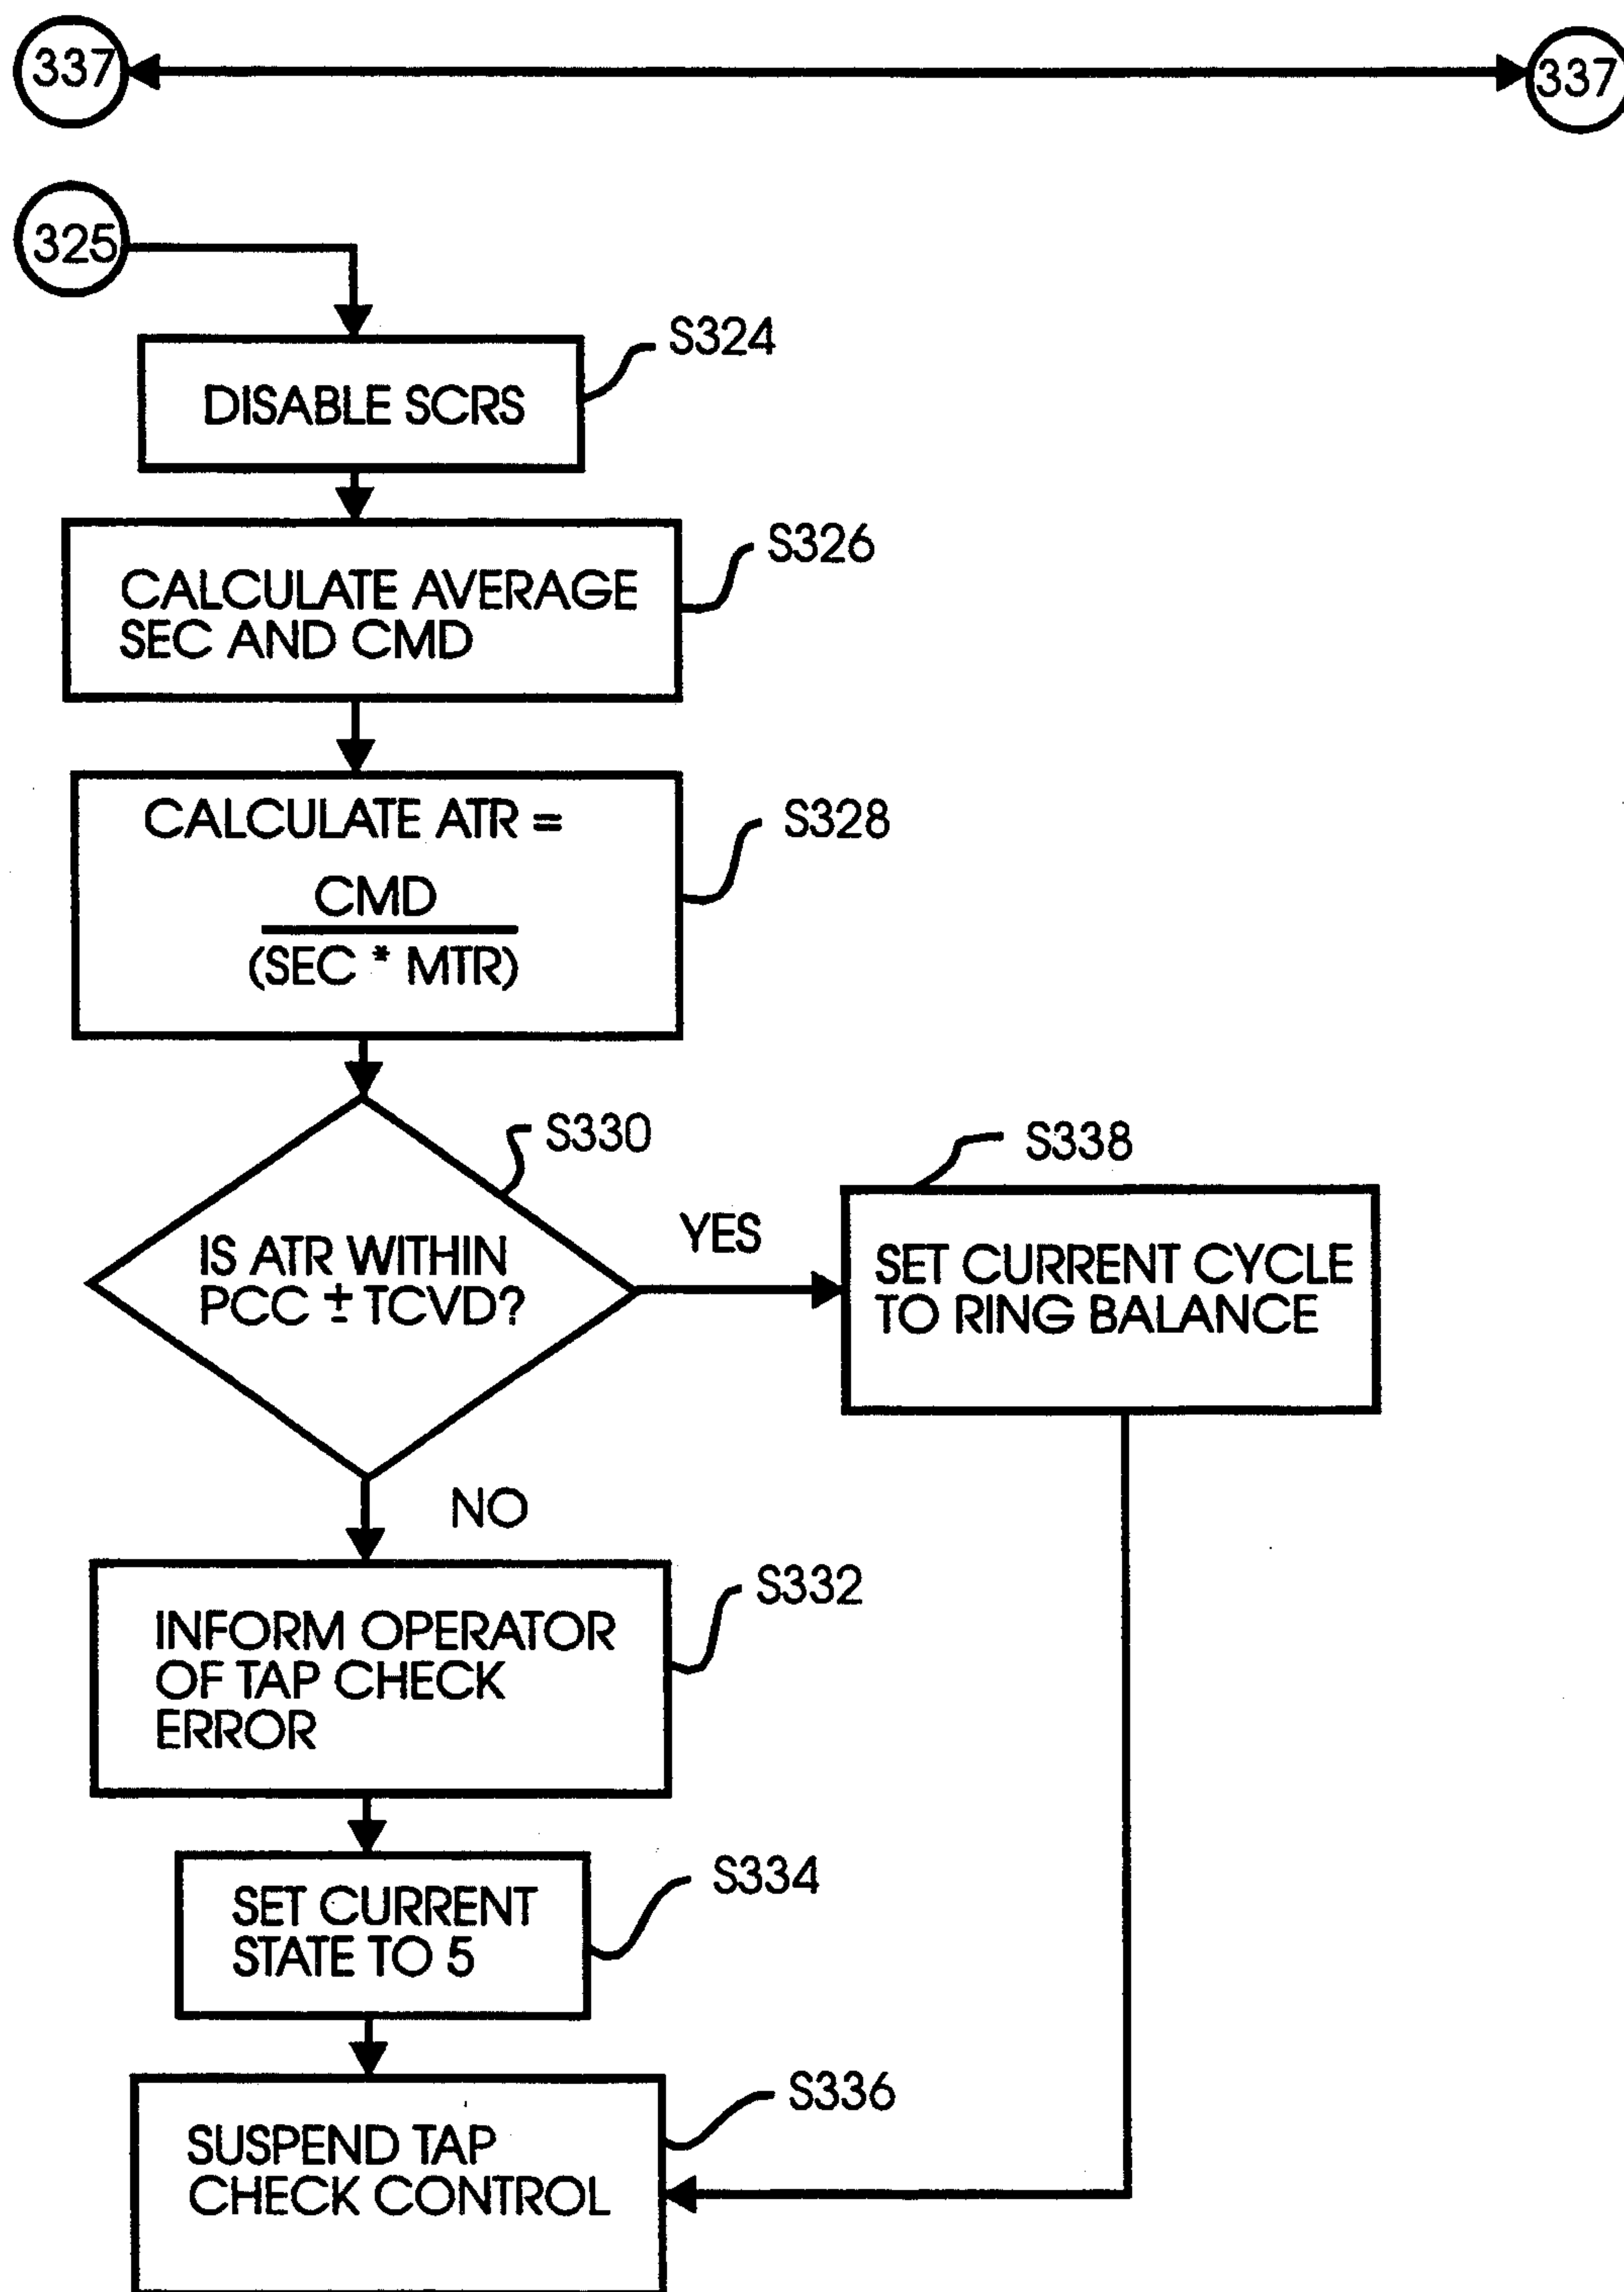 337
337
325
S324
DISABLE SCRS
S326
CALCULATE AVERAGE
SEC AND CMD
S328
CALCULATE ATR =
CMD
(SEC * MTR)
S330
IS ATR WITHIN
PCC ± TCVD?
YES
S338
SET CURRENT CYCLE
TO RING BALANCE
NO
S332
INFORM OPERATOR
OF TAP CHECK
ERROR
S334
SET CURRENT
STATE TO 5
S336
SUSPEND TAP
CHECK CONTROL